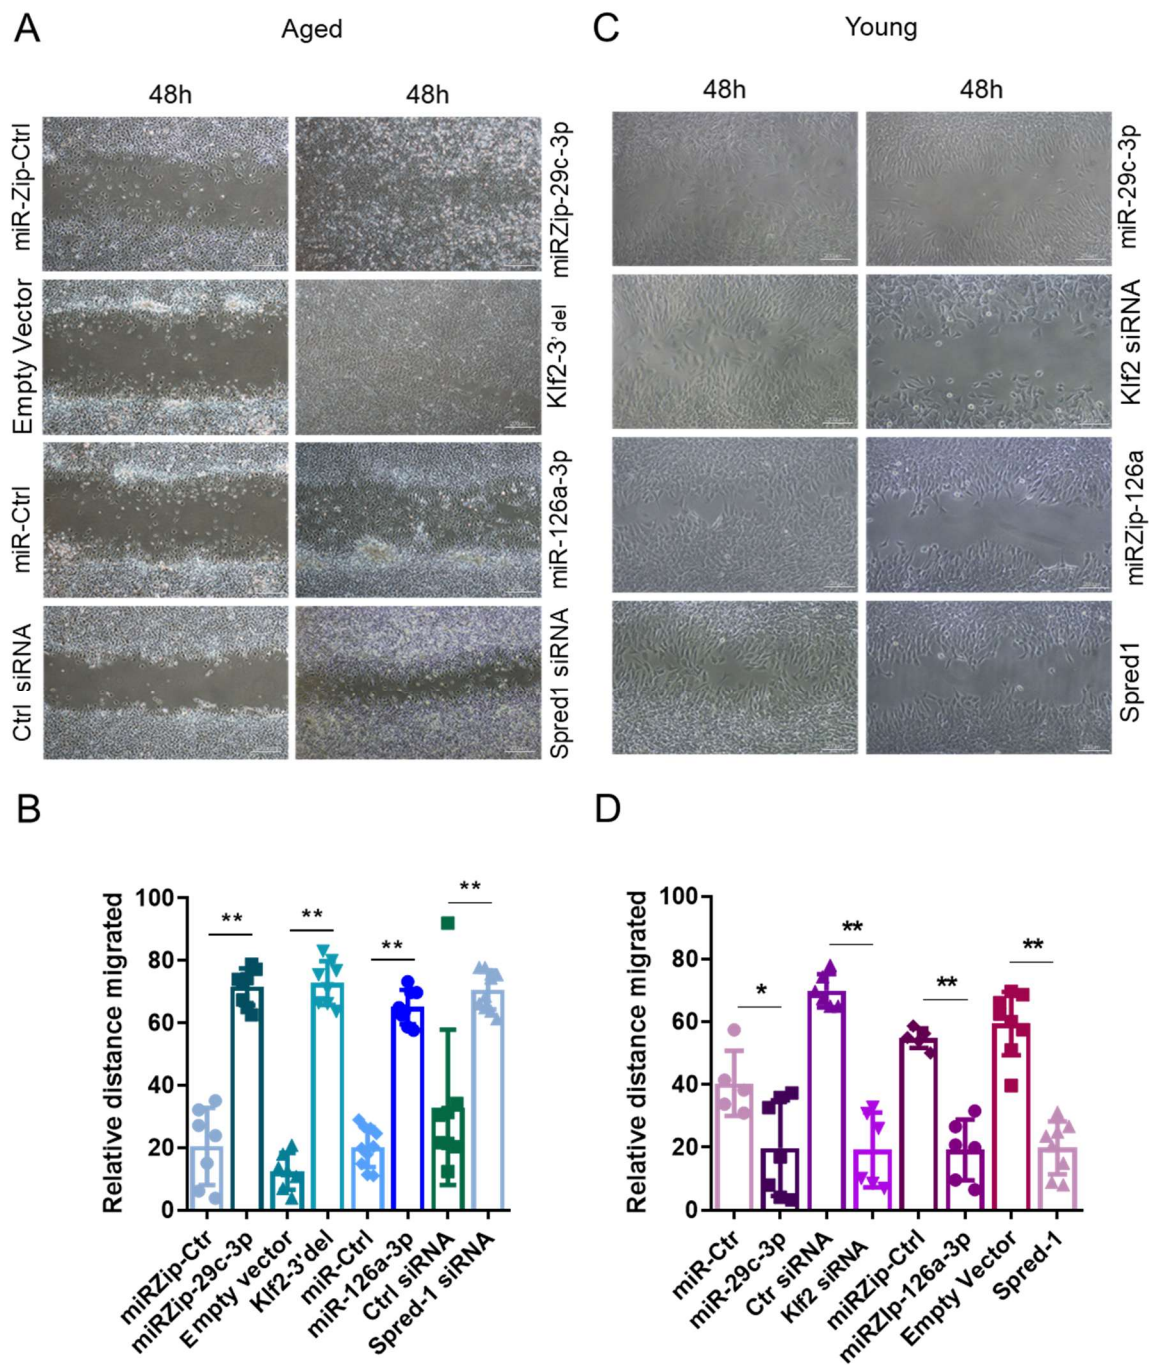 A
Aged
48h
48h
miR-Zip-Ctrl
miRZip-29c-3p
Empty Vector
Klf2-3' del
miR-Ctrl
miR-126a-3p
Ctrl siRNA
Spred1 siRNA
C
Young
48h
48h
miR-29c-3p
Klf2 siRNA
miRZip-126a
Spred1
B
Relative distance migrated
100
80
60
40
20
0
**
**
**
**
miRZip-Ctr
miRZip-29c-3p
Empty vector
Klf2-3'del
miR-Ctrl
miR-126a-3p
Ctrl siRNA
Spred-1 siRNA
D
Relative distance migrated
100
80
60
40
20
0
*
**
**
**
miR-Ctr
miR-29c-3p
Ctr siRNA
Klf2 siRNA
miRZip-Ctrl
miRZIp-126a-3p
Empty Vector
Spred-1